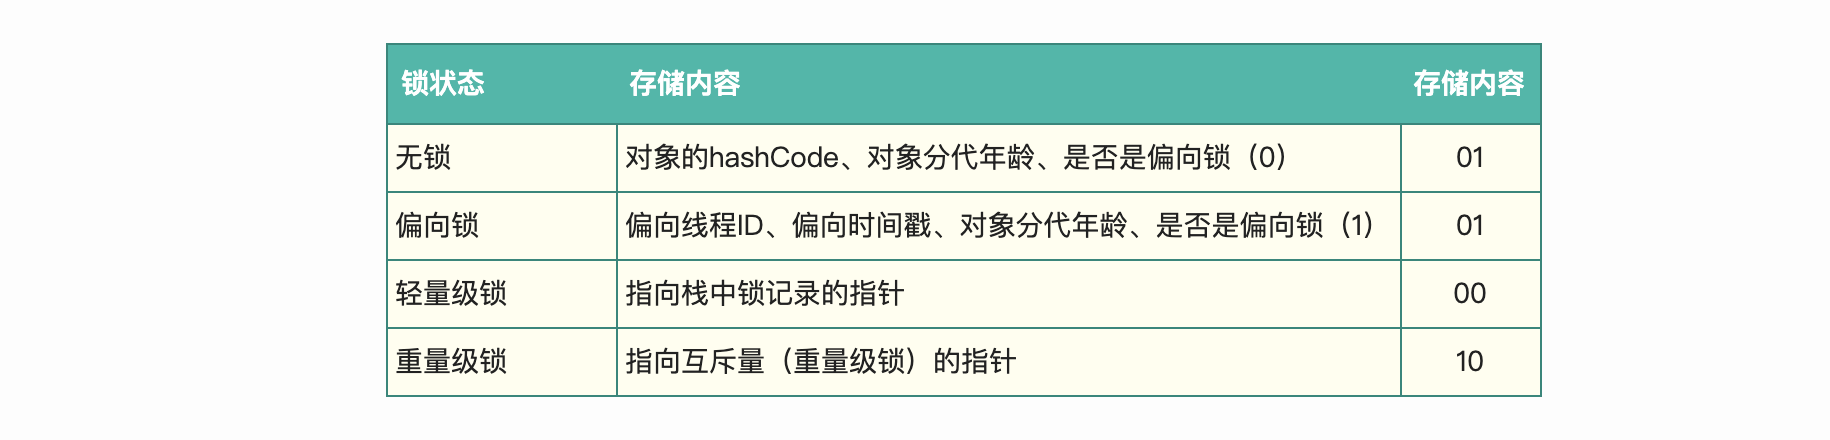 锁状态 存储内容 存储内容
无锁 对象的hashCode、对象分代年龄、是否是偏向锁（0） 01
偏向锁 偏向线程ID、偏向时间戳、对象分代年龄、是否是偏向锁（1） 01
轻量级锁 指向栈中锁记录的指针 00
重量级锁 指向互斥量（重量级锁）的指针 10